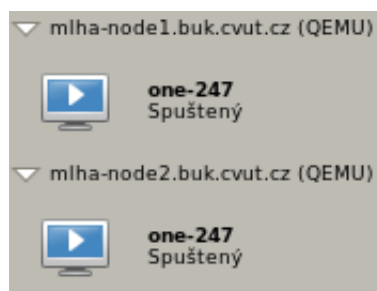 mlha-node1.buk.cvut.cz (QEMU)
one-247
Spuštený
mlha-node2.buk.cvut.cz (QEMU)
one-247
Spuštený